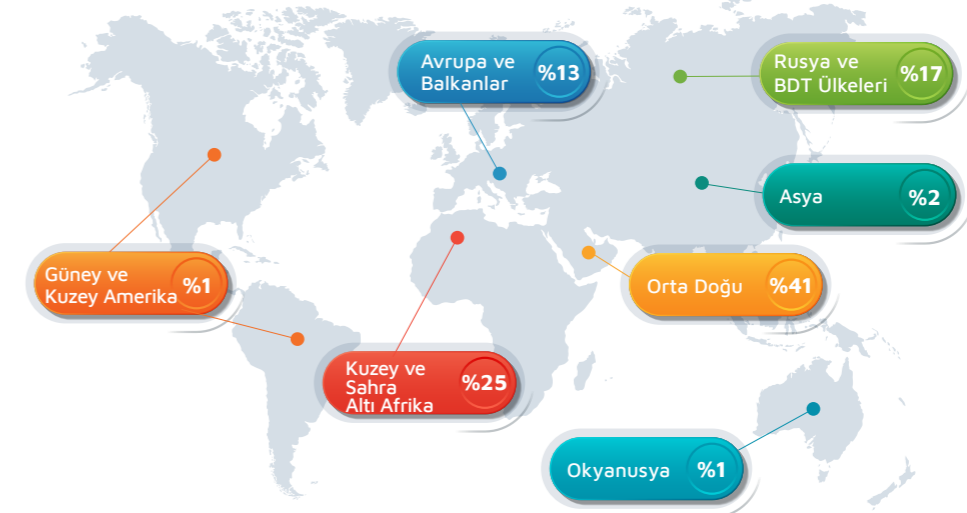 Avrupa ve
Balkanlar
%13
Rusya ve
BDT Ülkeleri
%17
Asya
%2
Güney ve
Kuzey Amerika
%1
Orta Doğu
%41
Kuzey ve
Sahra
Altı Afrika
%25
Okyanusya
%1